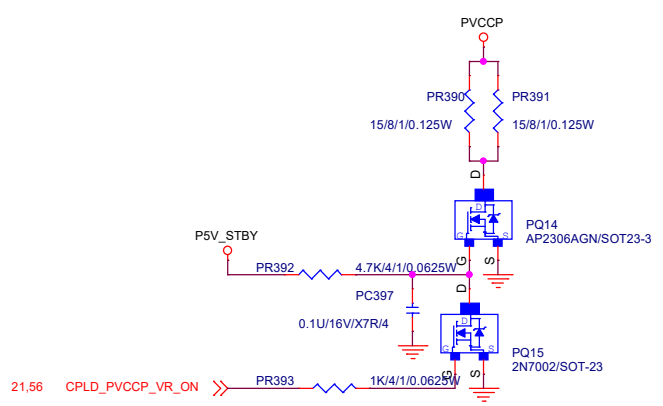 PVCCP
PR390
PR391
15/8/1/0.125W
15/8/1/0.125W
D
D
G
S
PQ14
AP2306AGN/SOT23-3
G
S
P5V_STBY
PR392
4.7K/4/1/0.0625W
PC397
0.1U/16V/X7R/4
D
D
G
S
PQ15
2N7002/SOT-23
G
S
21,56 CPLD_PVCCP_VR_ON
PR393
1K/4/1/0.0625W